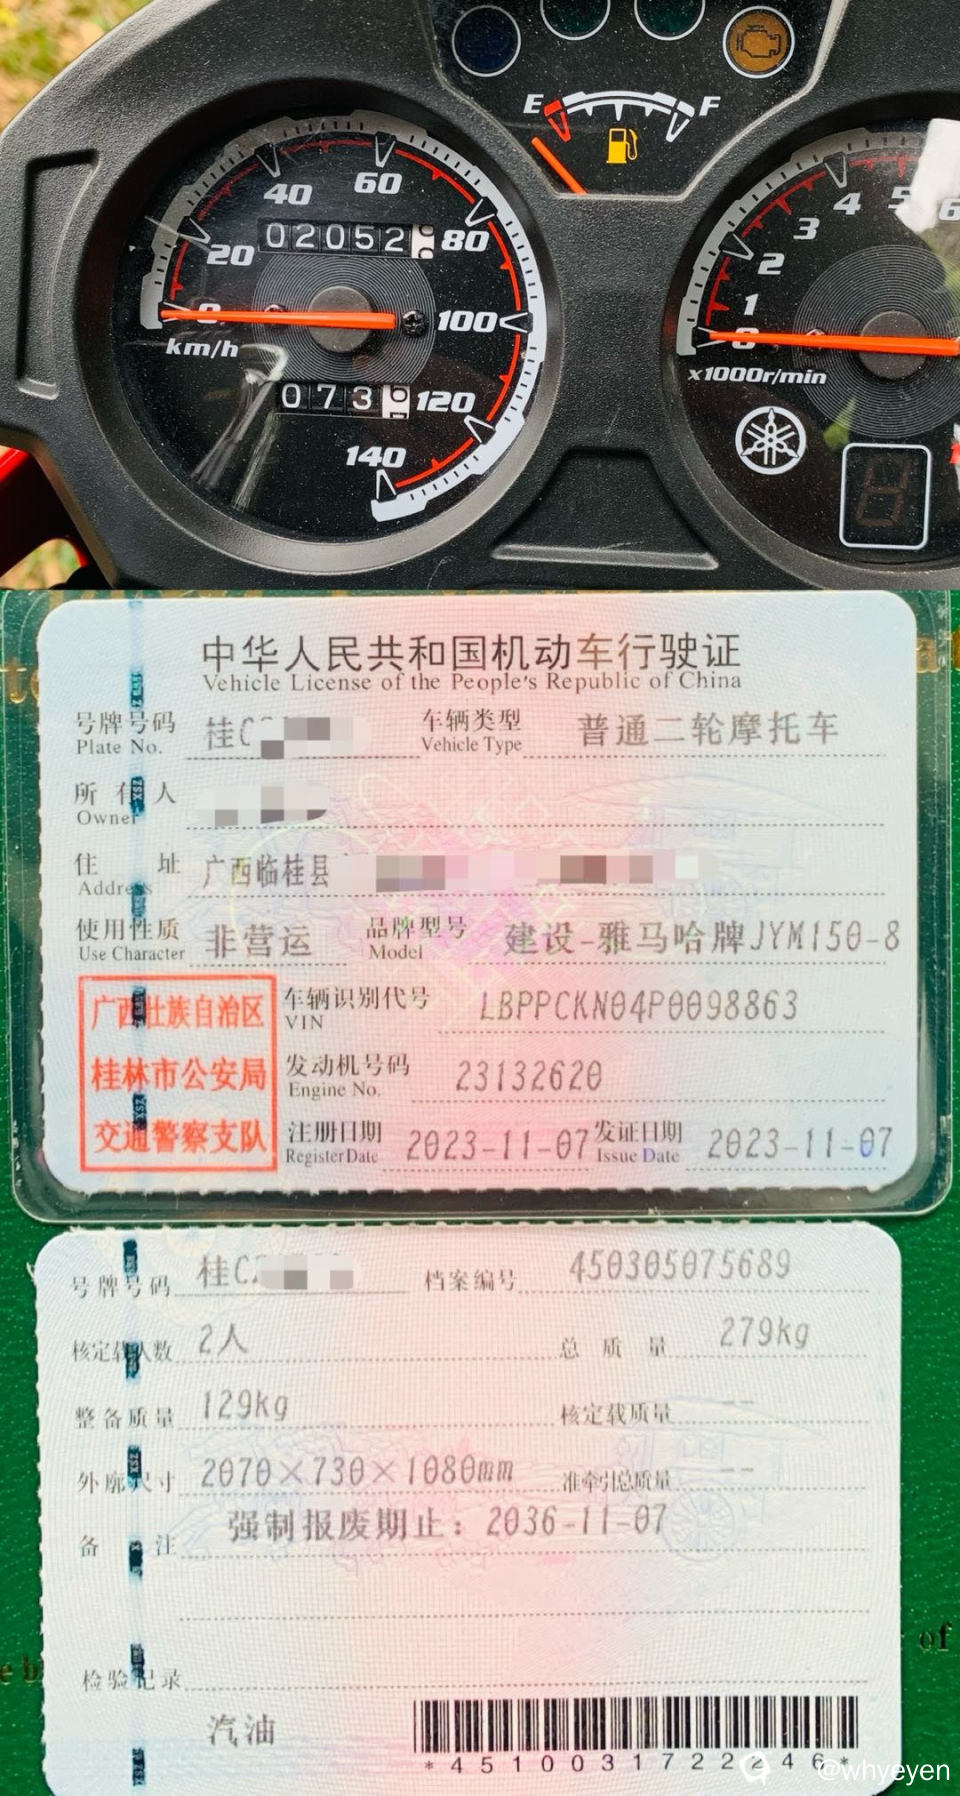 E F
40 60
0 2 0 5 2
20 80
0 100
km/h
0 7 3
120
140
1 2 3 4 5 6
0
x1000r/min
中华人民共和国机动车行驶证
Vehicle License of the People's Republic of China
号牌号码 桂C 车辆类型 普通二轮摩托车
Plate No. Vehicle Type
所有人
Owner
住址 广西临桂县
Address
使用性质 非营运 品牌型号 建设-雅马哈牌JYM150-8
Use Character Model
广西壮族自治区 车辆识别代号 LBPPCKN04P0098863
VIN
桂林市公安局 发动机号码 23132620
Engine No.
交通警察支队 注册日期 2023-11-07 发证日期 2023-11-07
Register Date Issue Date
号牌号码 桂C 档案编号 450305075689
核定载人数 2人 总质量 279kg
整备质量 129kg 核定载质量 --
外廓尺寸 2070×730×1080mm 准牵引总质量 --
备注 强制报废期止：2036-11-07
of
检验记录
汽油
*4510031722246*
@whyeyen